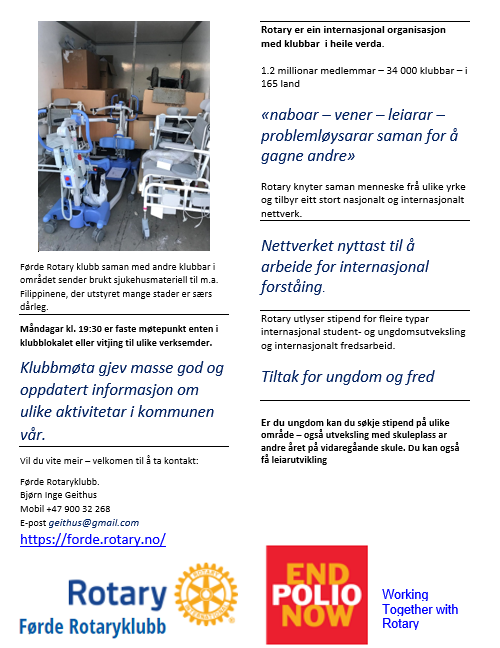 Førde Rotary klubb saman med andre klubbar i
området sender brukt sjukehusmateriell til m.a.
Filippinene, der utstyret mange stader er særs
dårleg.
Måndagar kl. 19:30 er faste møtepunkt enten i
klubblokalet eller vitjing til ulike verksemder.
Klubbmøta gjev masse god og
oppdatert informasjon om
ulike aktivitetar i kommunen
vår.
Vil du vite meir – velkomen til å ta kontakt:
Førde Rotaryklubb.
Bjørn Inge Geithus
Mobil +47 900 32 268
E-post geithus@gmail.com
https://forde.rotary.no/
Rotary
Førde Rotaryklubb
ROTARY
INTERNATIONAL
Rotary er ein internasjonal organisasjon
med klubbar i heile verda.
1.2 millionar medlemmar – 34 000 klubbar – i
165 land
«naboar – vener – leiarar –
problemløysarar saman for å
gagne andre»
Rotary knyter saman menneske frå ulike yrke
og tilbyr eitt stort nasjonalt og internasjonalt
nettverk.
Nettverket nyttast til å
arbeide for internasjonal
forståing.
Rotary utlyser stipend for fleire typar
internasjonal student- og ungdomsutveksling
og internasjonalt fredsarbeid.
Tiltak for ungdom og fred
Er du ungdom kan du søkje stipend på ulike
område – også utveksling med skuleplass ar
andre året på vidaregåande skule. Du kan også
få leiarutvikling
END
POLIO
NOW
Working
Together with
Rotary